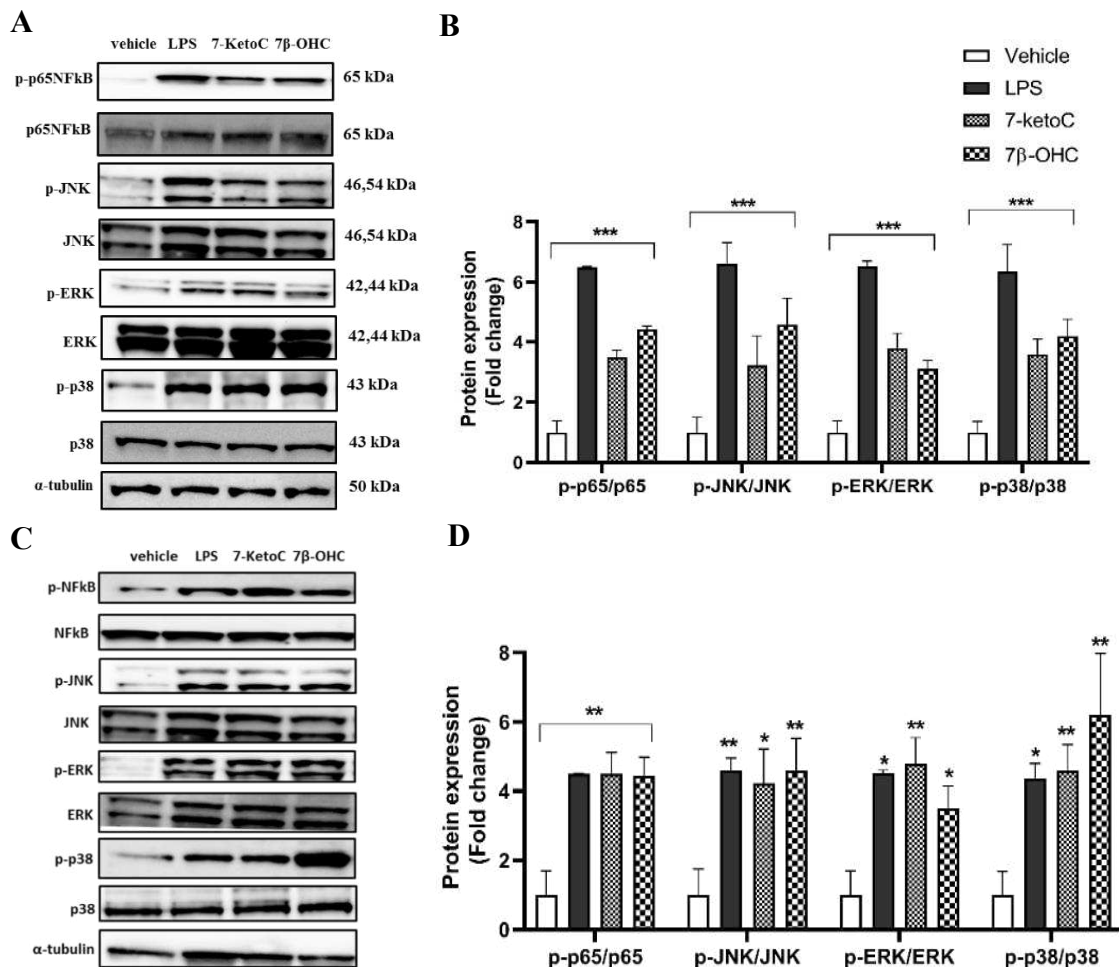 A
vehicle LPS 7-KetoC 7β-OHC
p-p65NFkB 65 kDa
p65NFkB 65 kDa
p-JNK 46,54 kDa
JNK 46,54 kDa
p-ERK 42,44 kDa
ERK 42,44 kDa
p-p38 43 kDa
p38 43 kDa
α-tubulin 50 kDa
B
Vehicle
LPS
7-ketoC
7β-OHC
Protein expression
(Fold change)
8
6
4
2
0
*** *** *** ***
p-p65/p65 p-JNK/JNK p-ERK/ERK p-p38/p38
C
vehicle LPS 7-KetoC 7β-OHC
p-NFkB
NFkB
p-JNK
JNK
p-ERK
ERK
p-p38
p38
α-tubulin
D
Protein expression
(Fold change)
8
6
4
2
0
** ** * ** * ** * * ** **
p-p65/p65 p-JNK/JNK p-ERK/ERK p-p38/p38